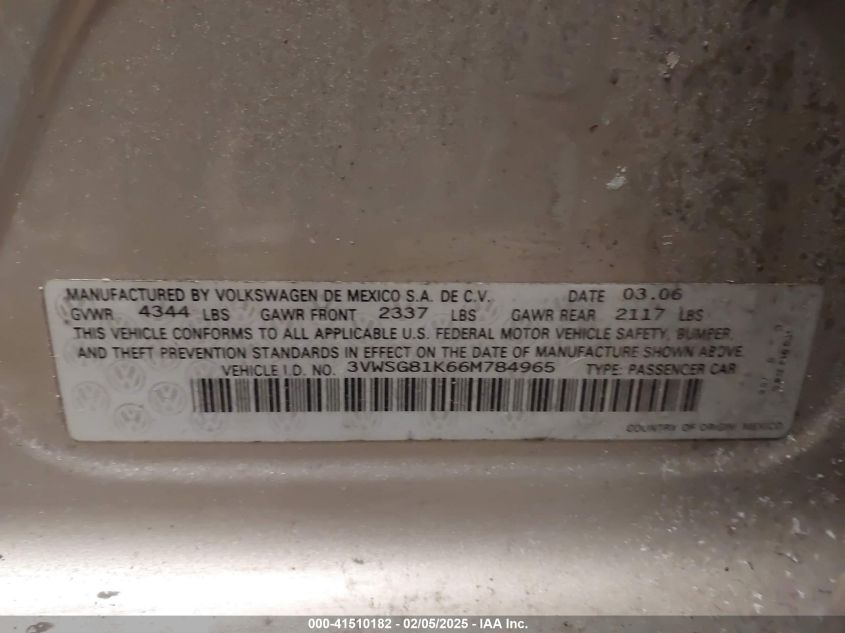 MANUFACTURED BY VOLKSWAGEN DE MEXICO S.A. DE C.V. DATE 03.06
GVWR 4344 LBS GAWR FRONT 2337 LBS GAWR REAR 2117 LBS
THIS VEHICLE CONFORMS TO ALL APPLICABLE U.S. FEDERAL MOTOR VEHICLE SAFETY, BUMPER,
AND THEFT PREVENTION STANDARDS IN EFFECT ON THE DATE OF MANUFACTURE SHOWN ABOVE.
VEHICLE I.D. NO. 3VWSG81K66M784965 TYPE: PASSENGER CAR
COUNTRY OF ORIGIN: MEXICO
000-41510182 - 02/05/2025 - IAA Inc.